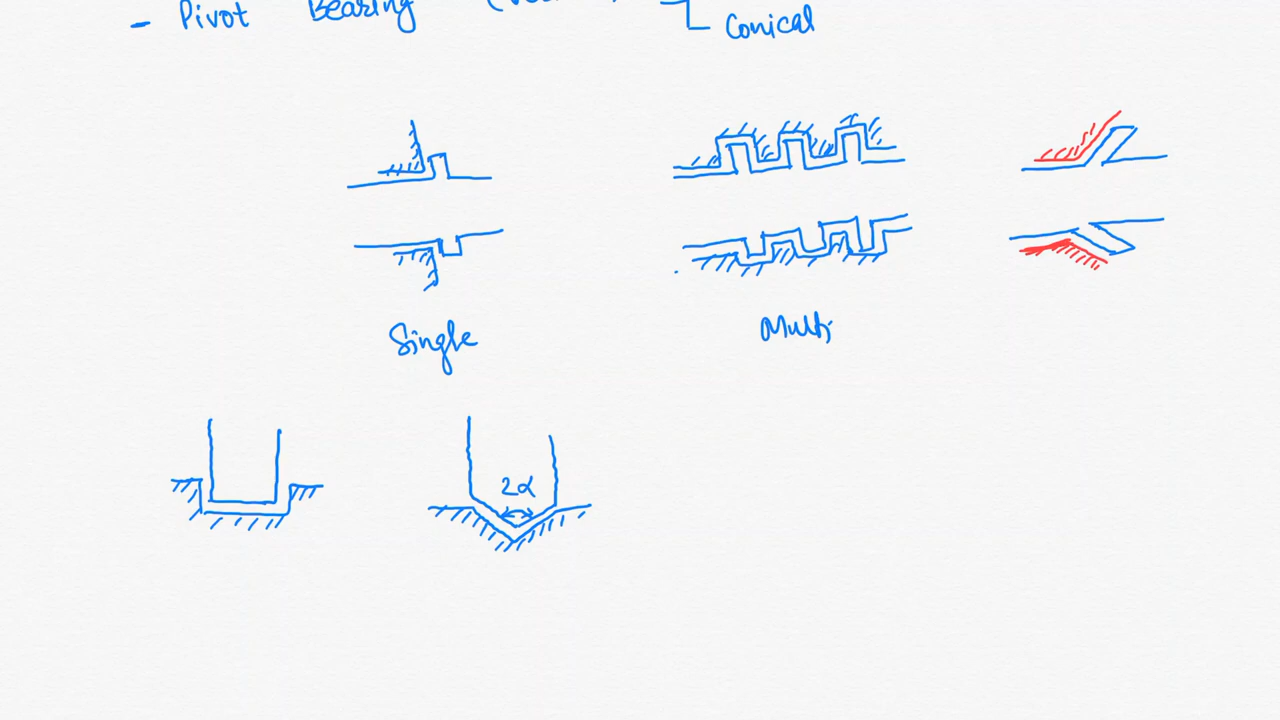 - Pivot Bearing
Conical
Single
Multi
2α